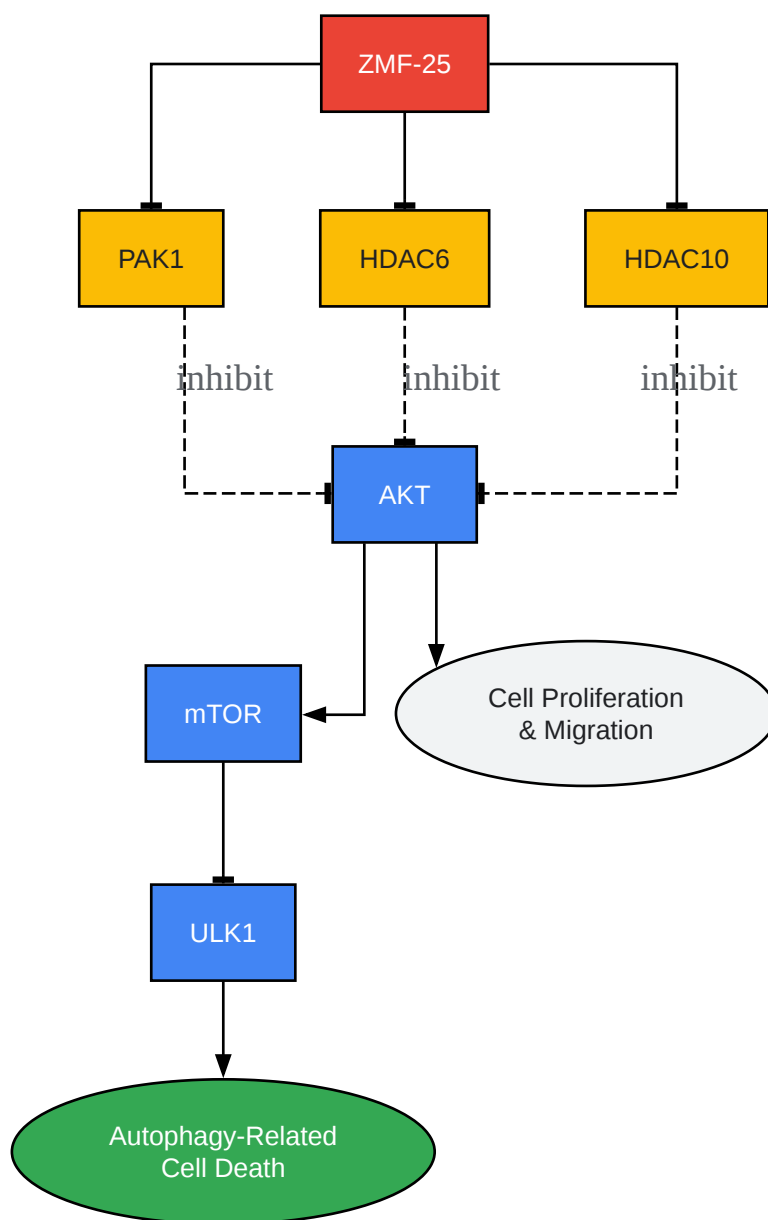 ZMF-25
PAK1
HDAC6
HDAC10
inhibit
inhibit
inhibit
AKT
mTOR
Cell Proliferation
& Migration
ULK1
Autophagy-Related
Cell Death